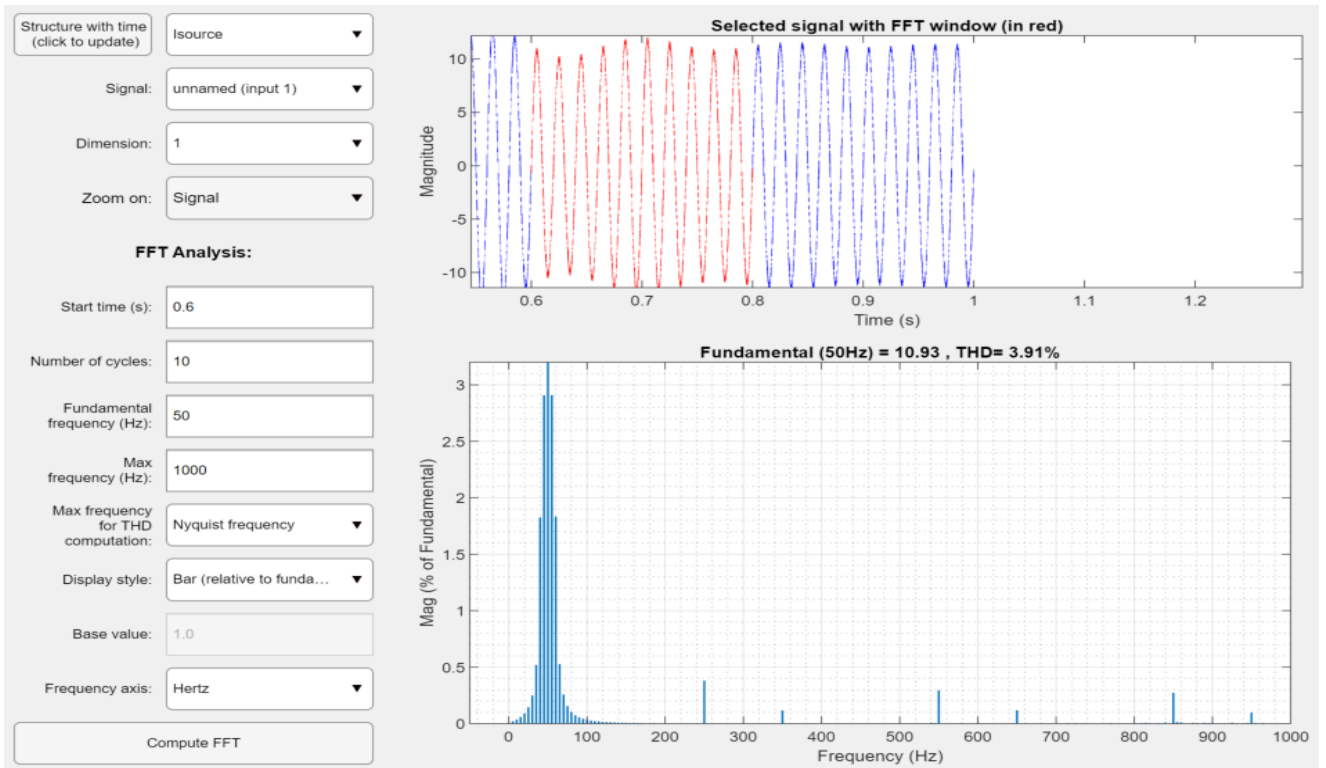 Structure with time
(click to update)
Isource
Signal:
unnamed (input 1)
Dimension:
1
Zoom on:
Signal
FFT Analysis:
Start time (s):
0.6
Number of cycles:
10
Fundamental
frequency (Hz):
50
Max
frequency (Hz):
1000
Max frequency
for THD
computation:
Nyquist frequency
Display style:
Bar (relative to funda...
Base value:
1.0
Frequency axis:
Hertz
Compute FFT
Selected signal with FFT window (in red)
Magnitude
10
5
0
-5
-10
0.6 0.7 0.8 0.9 1 1.1 1.2
Time (s)
Fundamental (50Hz) = 10.93 , THD= 3.91%
Mag (% of Fundamental)
3
2.5
2
1.5
1
0.5
0
0 100 200 300 400 500 600 700 800 900 1000
Frequency (Hz)